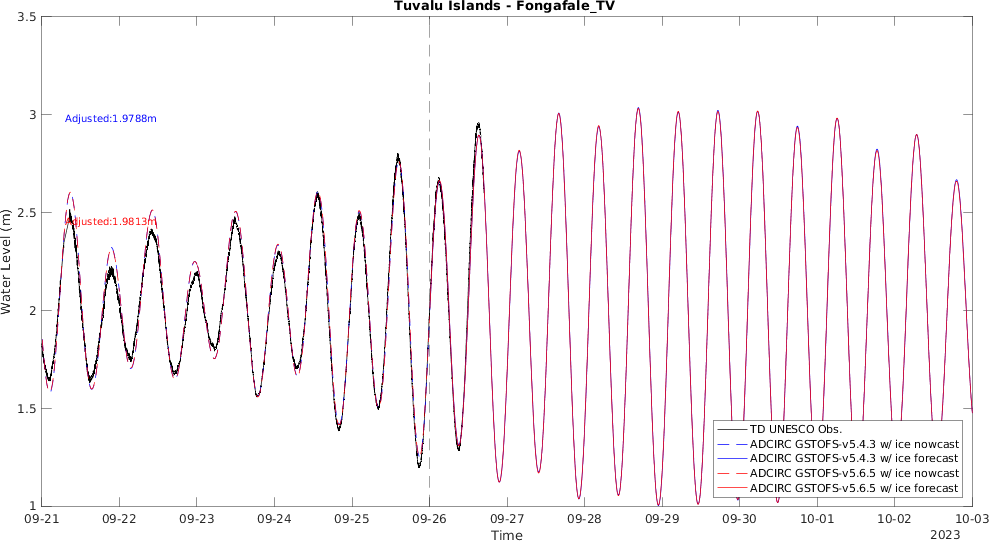 Tuvalu Islands - Fongafale_TV
3.5
3
2.5
2
1.5
1
Water Level (m)
Adjusted:1.9788m
Adjusted:1.9813m
TD UNESCO Obs.
ADCIRC GSTOFS-v5.4.3 w/ ice nowcast
ADCIRC GSTOFS-v5.4.3 w/ ice forecast
ADCIRC GSTOFS-v5.6.5 w/ ice nowcast
ADCIRC GSTOFS-v5.6.5 w/ ice forecast
09-21 09-22 09-23 09-24 09-25 09-26 09-27 09-28 09-29 09-30 10-01 10-02 10-03
Time
2023